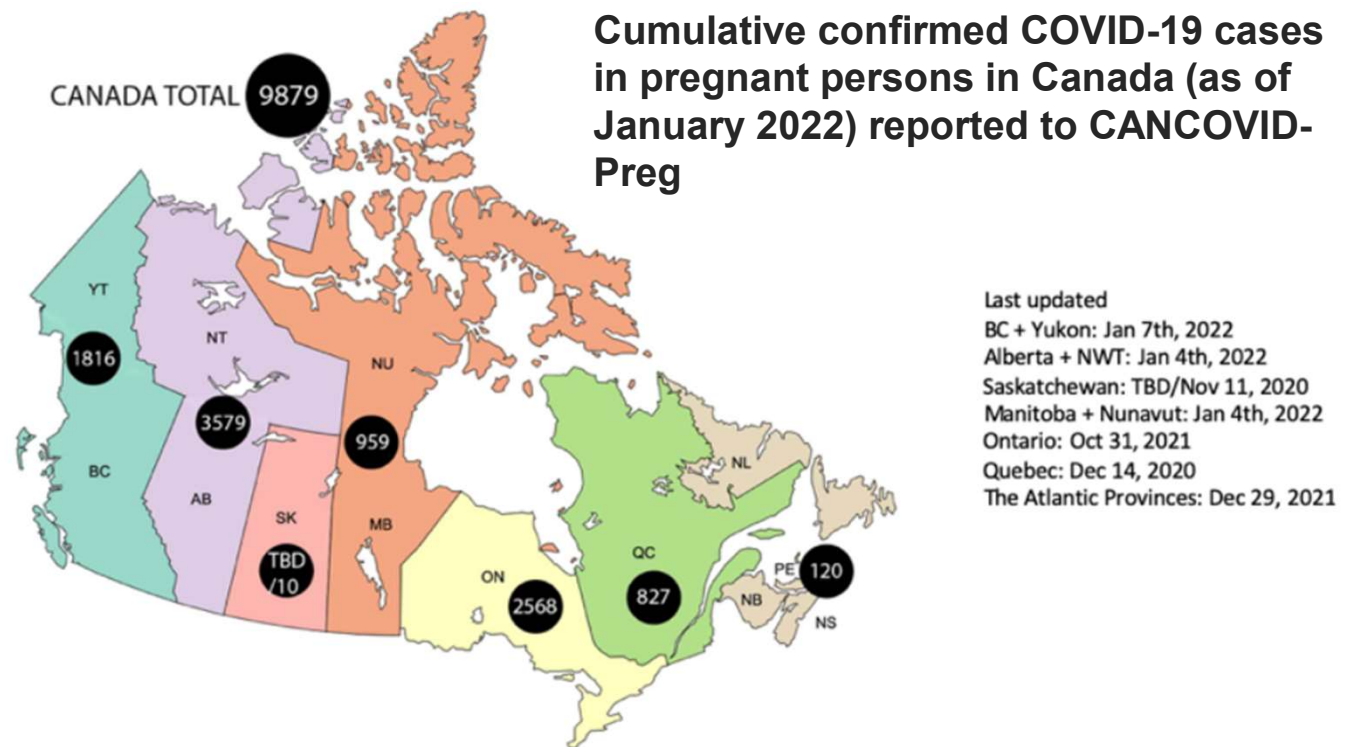 Cumulative confirmed COVID-19 cases
in pregnant persons in Canada (as of
January 2022) reported to CANCOVID-
Preg
CANADA TOTAL 9879
YT
1816
BC
NT
3579
AB
NU
959
MB
SK
TBD
/10
ON
2568
QC
827
NL
PE 120
NB
NS
Last updated
BC + Yukon: Jan 7th, 2022
Alberta + NWT: Jan 4th, 2022
Saskatchewan: TBD/Nov 11, 2020
Manitoba + Nunavut: Jan 4th, 2022
Ontario: Oct 31, 2021
Quebec: Dec 14, 2020
The Atlantic Provinces: Dec 29, 2021